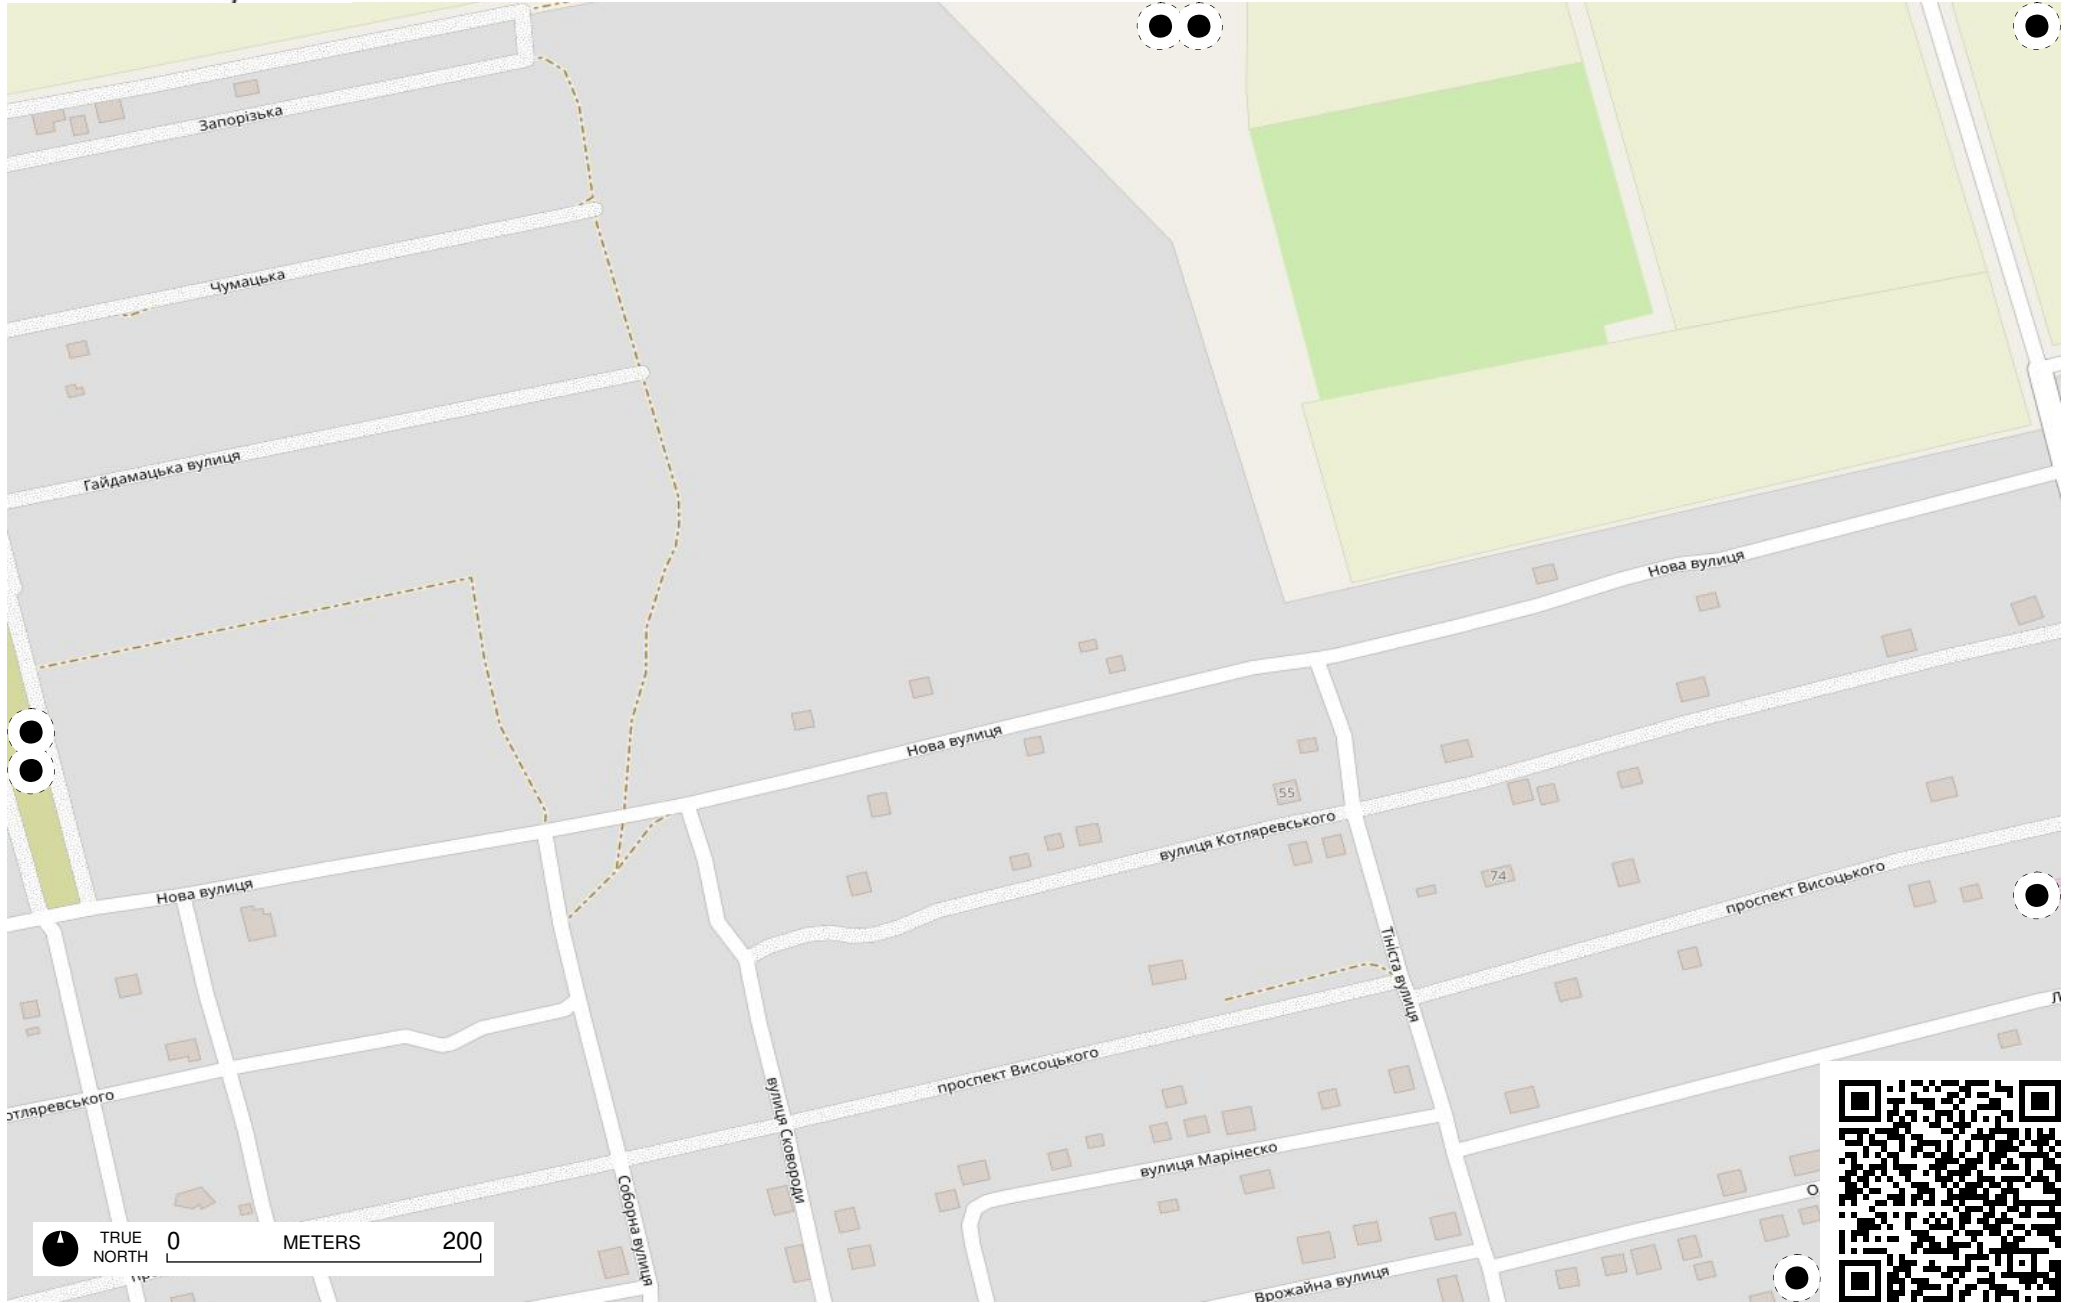 Запорізька
Чумацька
Гайдамацька вулиця
Нова вулиця
Нова вулиця
55
вулиця Котляревського
Нова вулиця
74
проспект Висоцького
Тініста вулиця
проспект Висоцького
отляревського
вулиця Сковороди
вулиця Марінеско
Соборна вулиця
Врожайна вулиця
TRUE
NORTH
0 METERS 200